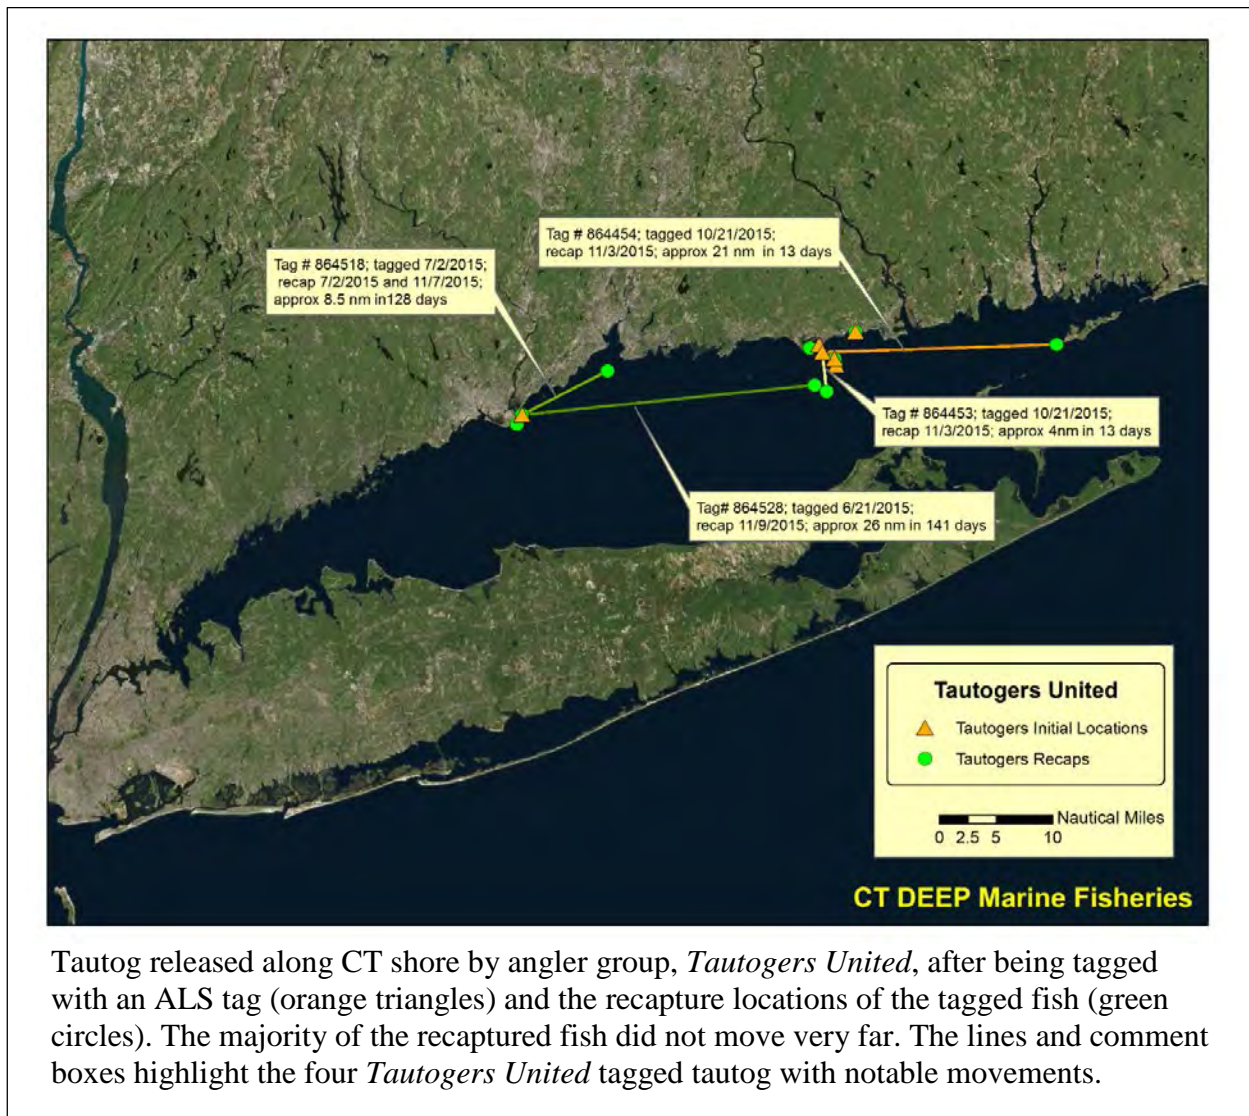 Tag # 864454; tagged 10/21/2015;
recap 11/3/2015; approx 21 nm in 13 days
Tag # 864518; tagged 7/2/2015;
recap 7/2/2015 and 11/7/2015;
approx 8.5 nm in128 days
Tag # 864453; tagged 10/21/2015;
recap 11/3/2015; approx 4nm in 13 days
Tag# 864528; tagged 6/21/2015;
recap 11/9/2015; approx 26 nm in 141 days
Tautogers United
Tautogers Initial Locations
Tautogers Recaps
Nautical Miles
0 2.5 5 10
CT DEEP Marine Fisheries
Tautog released along CT shore by angler group, Tautogers United, after being tagged
with an ALS tag (orange triangles) and the recapture locations of the tagged fish (green
circles). The majority of the recaptured fish did not move very far. The lines and comment
boxes highlight the four Tautogers United tagged tautog with notable movements.